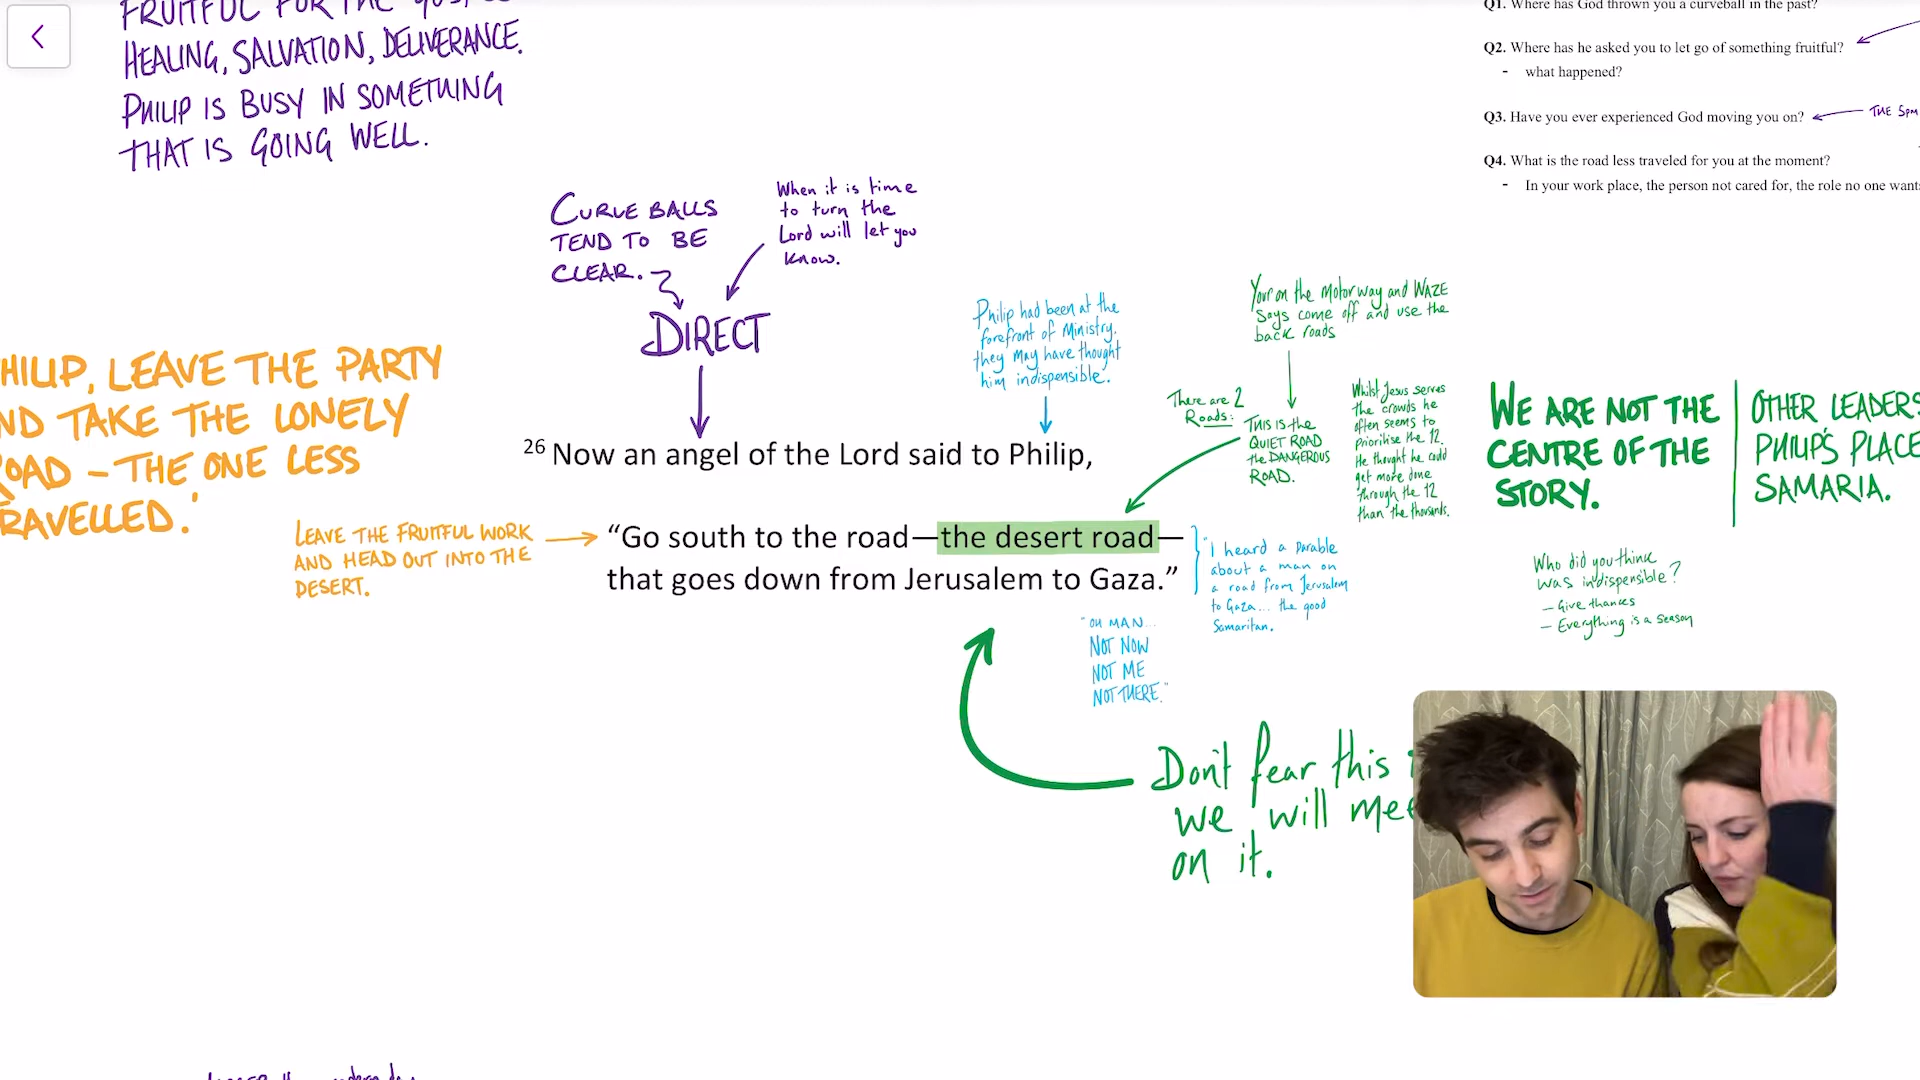 FRUITFUL FOR THE
HEALING, SALVATION, DELIVERANCE.
PHILIP IS BUSY IN SOMETHING
THAT IS GOING WELL.
Q1. Where has God thrown you a curveball in the past?
Q2. Where has he asked you to let go of something fruitful?
- what happened?
Q3. Have you ever experienced God moving you on?
THE 5pm
Q4. What is the road less traveled for you at the moment?
- In your work place, the person not cared for, the role no one wants
CURVE BALLS
TEND TO BE
CLEAR.
When it is time
to turn the
Lord will let you
know.
DIRECT
Philip had been at the
forefront of Ministry.
they may have thought
him indispensible.
Your on the Motorway and WAZE
Says come off and use the
back roads
There are 2
Roads:
THIS IS the
QUIET ROAD
the DANGEROUS
ROAD.
Whilst Jesus serves
the crowds he
often seems to
prioritise the 12.
He thought he could
get more done
through the 12
than the thousands.
WE ARE NOT THE
CENTRE OF THE
STORY.
OTHER LEADERS
PHILIP'S PLACE
SAMARIA.
HILIP, LEAVE THE PARTY
ND TAKE THE LONELY
ROAD – THE ONE LESS
RAVELLED.'
26 Now an angel of the Lord said to Philip,
LEAVE THE FRUITFUL WORK
AND HEAD OUT INTO THE
DESERT.
“Go south to the road—the desert road—
that goes down from Jerusalem to Gaza.”
"I heard a parable
about a man on
a road from Jerusalem
to Gaza... the good
Samaritan.
Who did you think
was indispensible?
– Give thances
– Everything is a season
"OH MAN...
NOT NOW
NOT ME
NOT THERE."
Don't fear this
we will mee
on it.